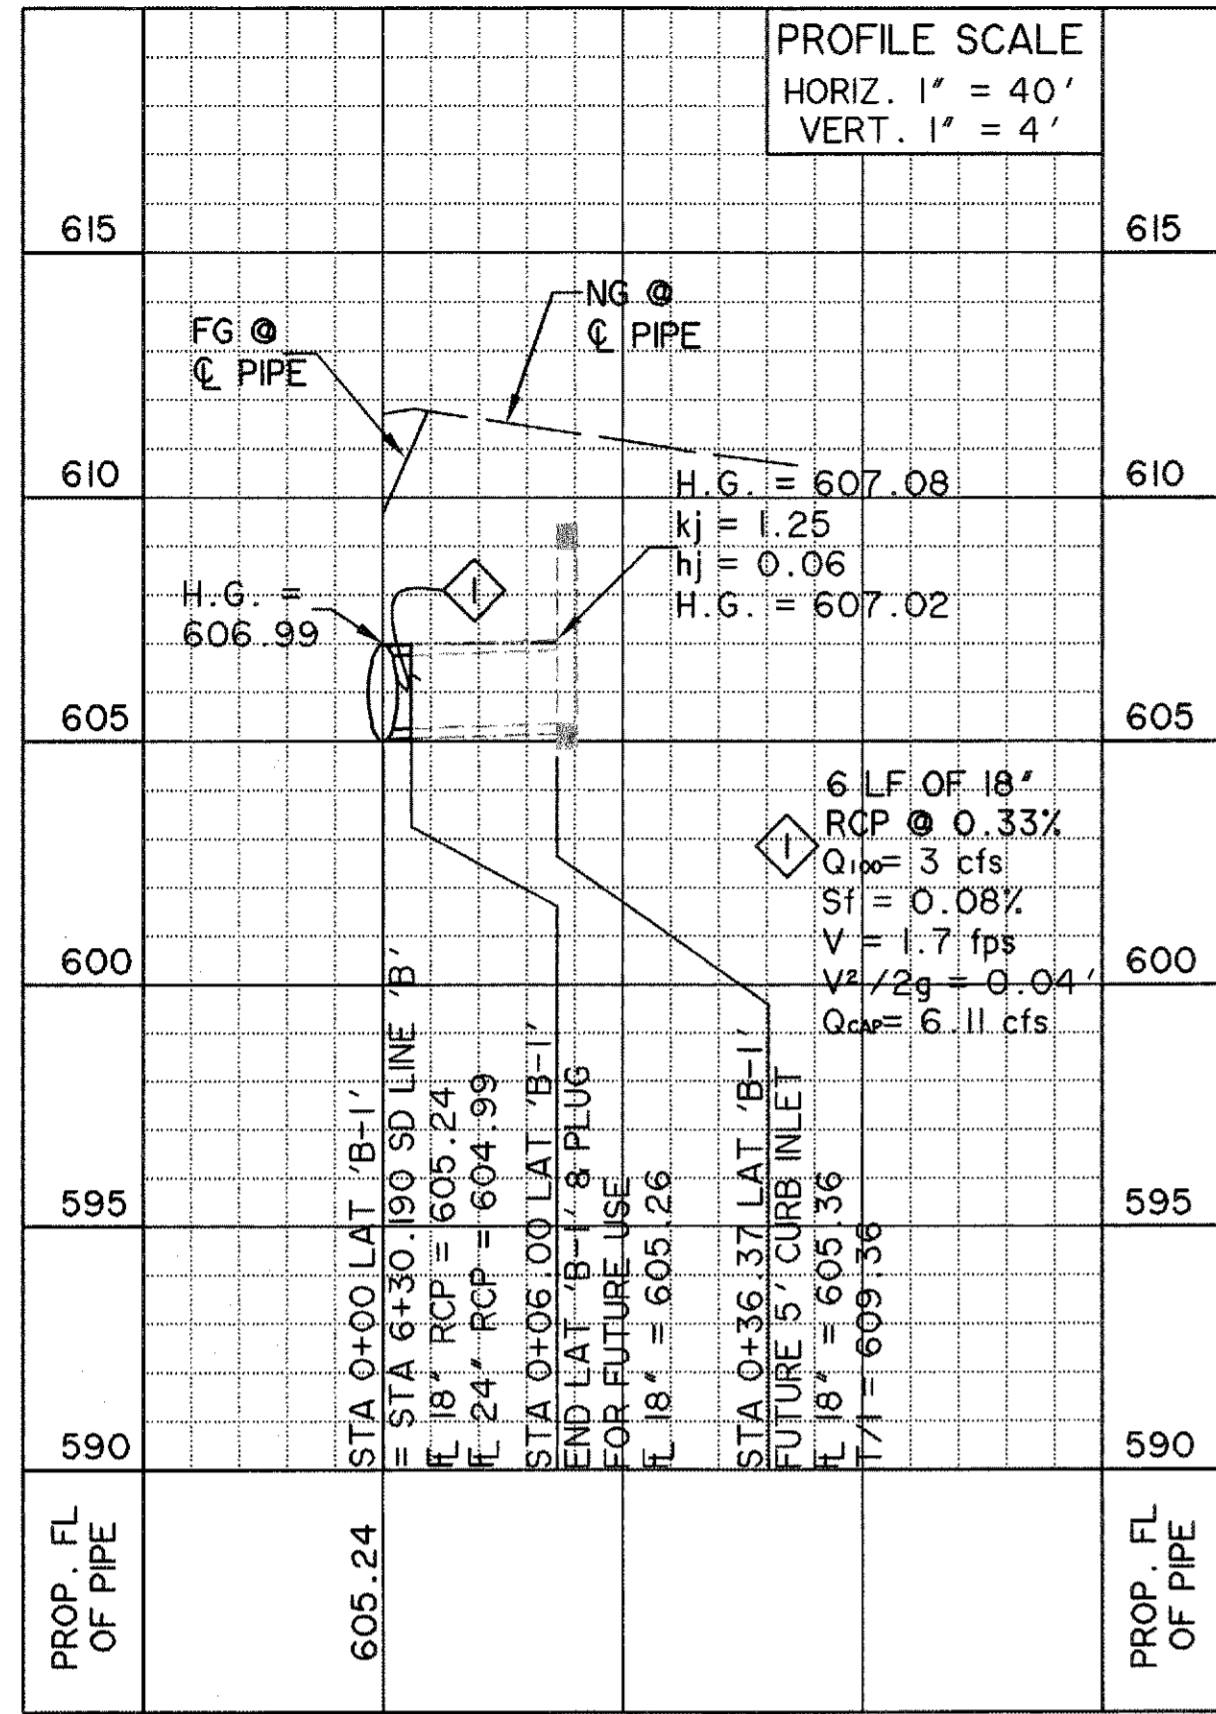 PROFILE SCALE
HORIZ. 1" = 40'
VERT. 1" = 4'
615
615
NG @
℄ PIPE
FG @
℄ PIPE
610
610
H.G. = 607.08
kj = 1.25
hj = 0.06
H.G. = 607.02
1
H.G. =
606.99
605
605
1
6 LF OF 18"
RCP @ 0.33%
Q100= 3 cfs
Sf = 0.08%
V = 1.7 fps
V²/2g = 0.04'
QCAP= 6.11 cfs
600
600
STA 0+00 LAT 'B-1'
= STA 6+30.190 SD LINE 'B'
FL 18" RCP = 605.24
FL 24" RCP = 604.99
STA 0+06.00 LAT 'B-1'
END LAT 'B-1' & PLUG
FOR FUTURE USE
FL 18" = 605.26
STA 0+36.37 LAT 'B-1'
FUTURE 5' CURB INLET
FL 18" = 605.36
T/I = 609.36
595
595
590
590
PROP. FL
OF PIPE
605.24
PROP. FL
OF PIPE